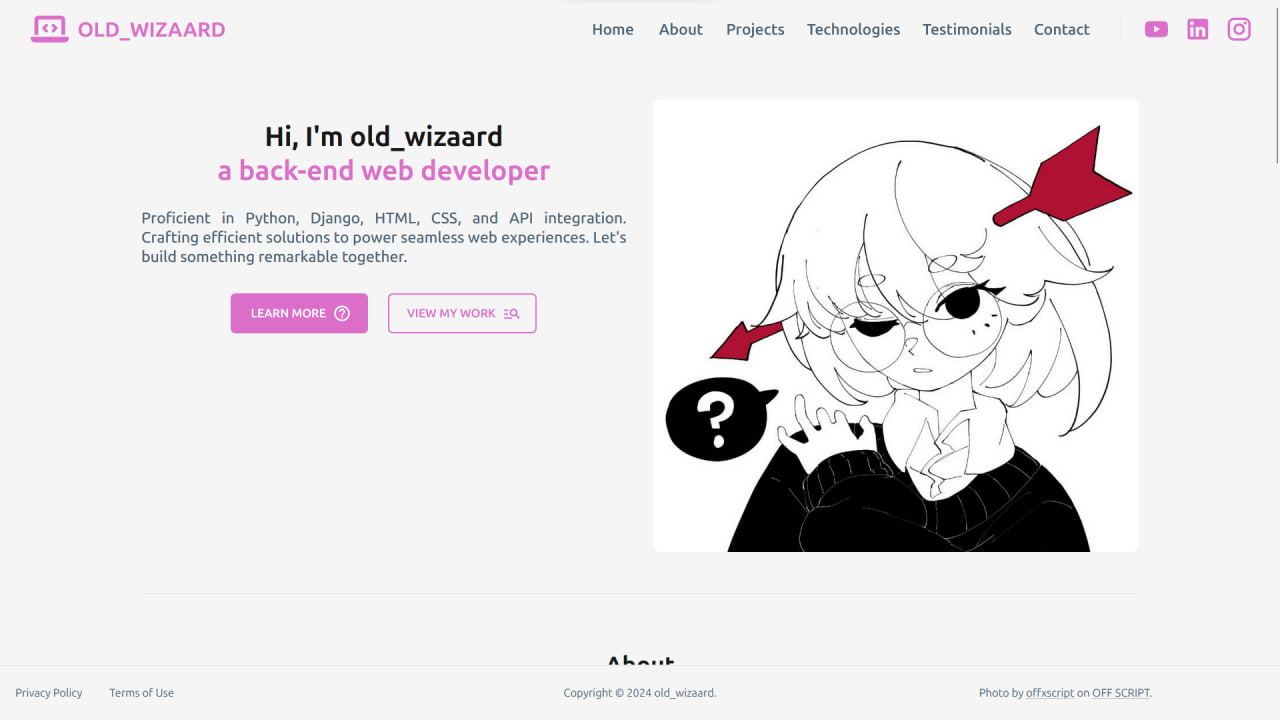 OLD_WIZAARD
Home About Projects Technologies Testimonials Contact
Hi, I'm old_wizaard
a back-end web developer
Proficient in Python, Django, HTML, CSS, and API integration.
Crafting efficient solutions to power seamless web experiences. Let's
build something remarkable together.
LEARN MORE
VIEW MY WORK
?
About
Privacy Policy Terms of Use
Copyright © 2024 old_wizaard.
Photo by offxscript on OFF SCRIPT.